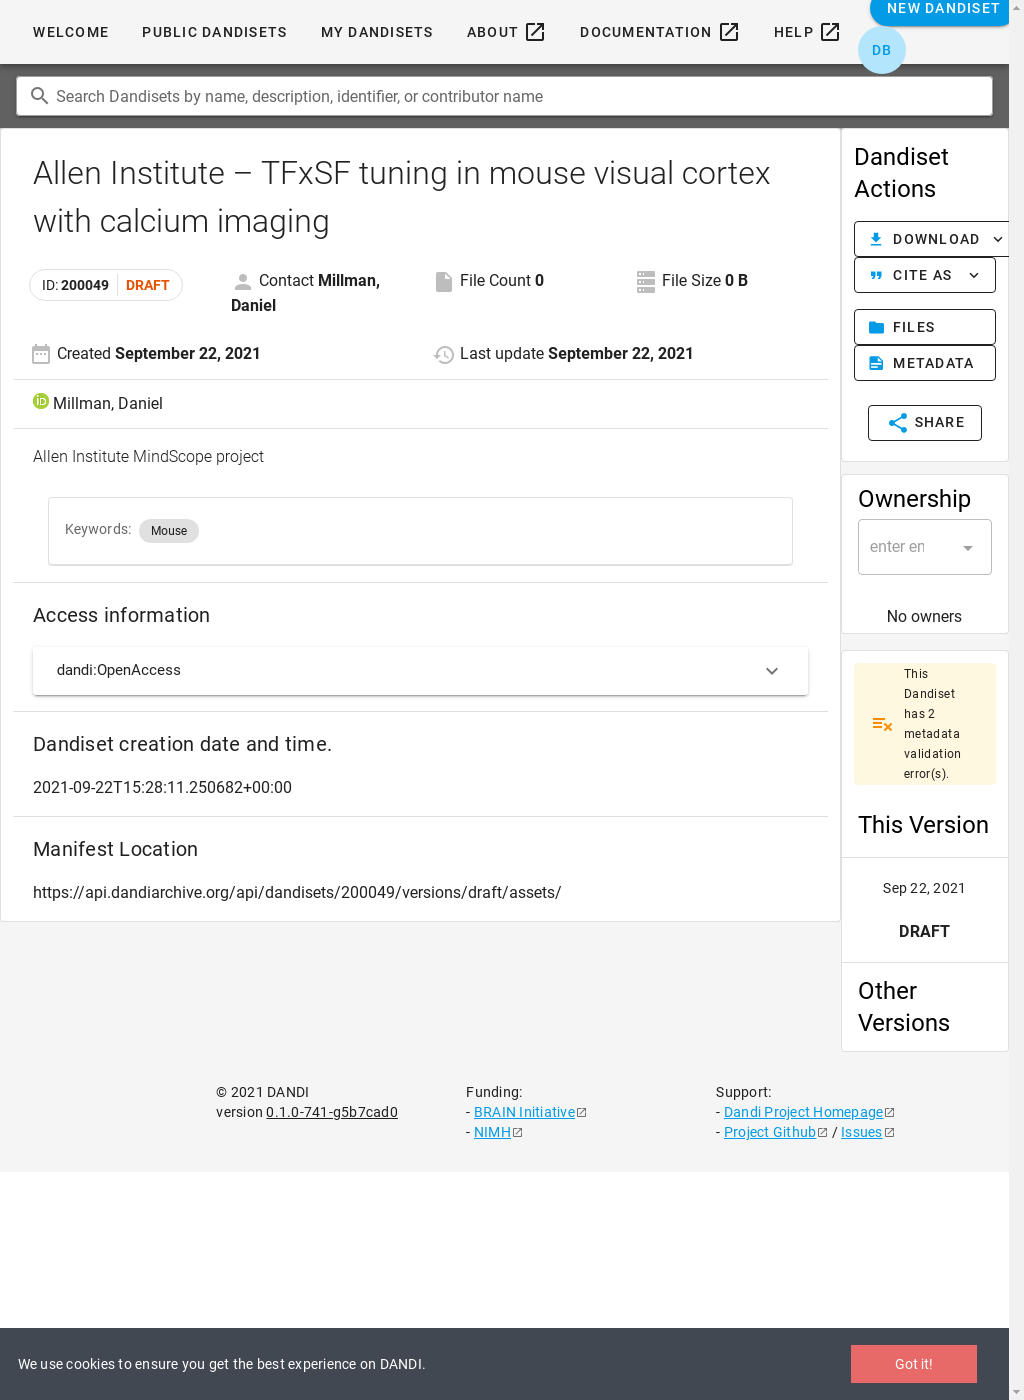 WELCOME PUBLIC DANDISETS MY DANDISETS ABOUT DOCUMENTATION HELP NEW DANDISET
DB
Search Dandisets by name, description, identifier, or contributor name
Allen Institute – TFxSF tuning in mouse visual cortex
with calcium imaging
ID: 200049 DRAFT
Contact Millman,
Daniel
File Count 0
File Size 0 B
Created September 22, 2021
Last update September 22, 2021
Millman, Daniel
Allen Institute MindScope project
Keywords: Mouse
Access information
dandi:OpenAccess
Dandiset creation date and time.
2021-09-22T15:28:11.250682+00:00
Manifest Location
https://api.dandiarchive.org/api/dandisets/200049/versions/draft/assets/
Dandiset
Actions
DOWNLOAD
CITE AS
FILES
METADATA
SHARE
Ownership
enter en
No owners
This
Dandiset
has 2
metadata
validation
error(s).
This Version
Sep 22, 2021
DRAFT
Other
Versions
© 2021 DANDI
version 0.1.0-741-g5b7cad0
Funding:
- BRAIN Initiative
- NIMH
Support:
- Dandi Project Homepage
- Project Github / Issues
We use cookies to ensure you get the best experience on DANDI.
Got it!